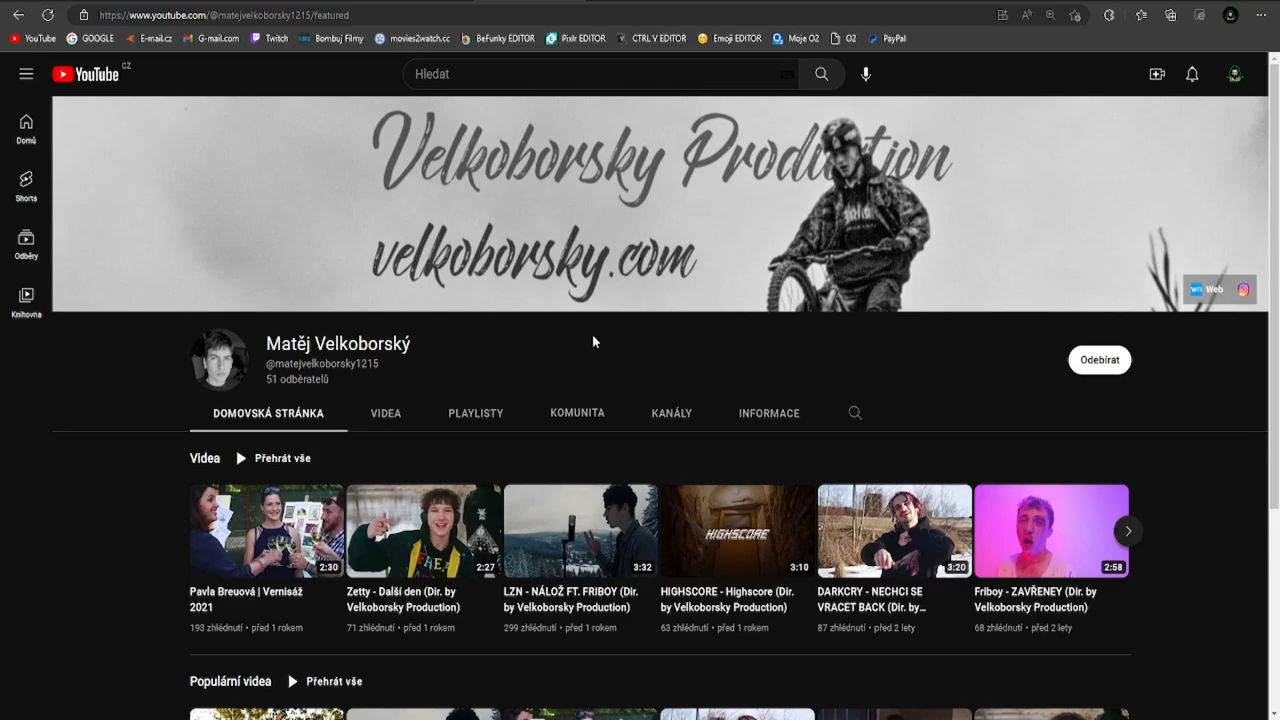 https://www.youtube.com/@matejvelkoborsky1215/featured
YouTube
GOOGLE
E-mail.cz
G-mail.com
Twitch
Bombuj Filmy
movies2watch.cc
BeFunky EDITOR
Pixlr EDITOR
CTRL V EDITOR
Emoji EDITOR
Moje O2
O2
PayPal
YouTube CZ
Hledat
Domů
Shorts
Odběry
Knihovna
Velkoborsky Production
velkoborsky.com
wn Web
Matěj Velkoborský
@matejvelkoborsky1215
51 odběratelů
Odebírat
DOMOVSKÁ STRÁNKA
VIDEA
PLAYLISTY
KOMUNITA
KANÁLY
INFORMACE
Videa
Přehrát vše
2:30
Pavla Breuová | Vernisáž
2021
193 zhlédnutí • před 1 rokem
2:27
Zetty - Další den (Dir. by
Velkoborsky Production)
71 zhlédnutí • před 1 rokem
3:32
LZN - NÁLOŽ FT. FRIBOY (Dir.
by Velkoborsky Production)
299 zhlédnutí • před 1 rokem
HIGHSCORE
3:10
HIGHSCORE - Highscore (Dir.
by Velkoborsky Production)
63 zhlédnutí • před 1 rokem
3:20
DARKCRY - NECHCI SE
VRACET BACK (Dir. by...
87 zhlédnutí • před 2 lety
2:58
Friboy - ZAVŘENEY (Dir. by
Velkoborsky Production)
68 zhlédnutí • před 2 lety
Populární videa
Přehrát vše